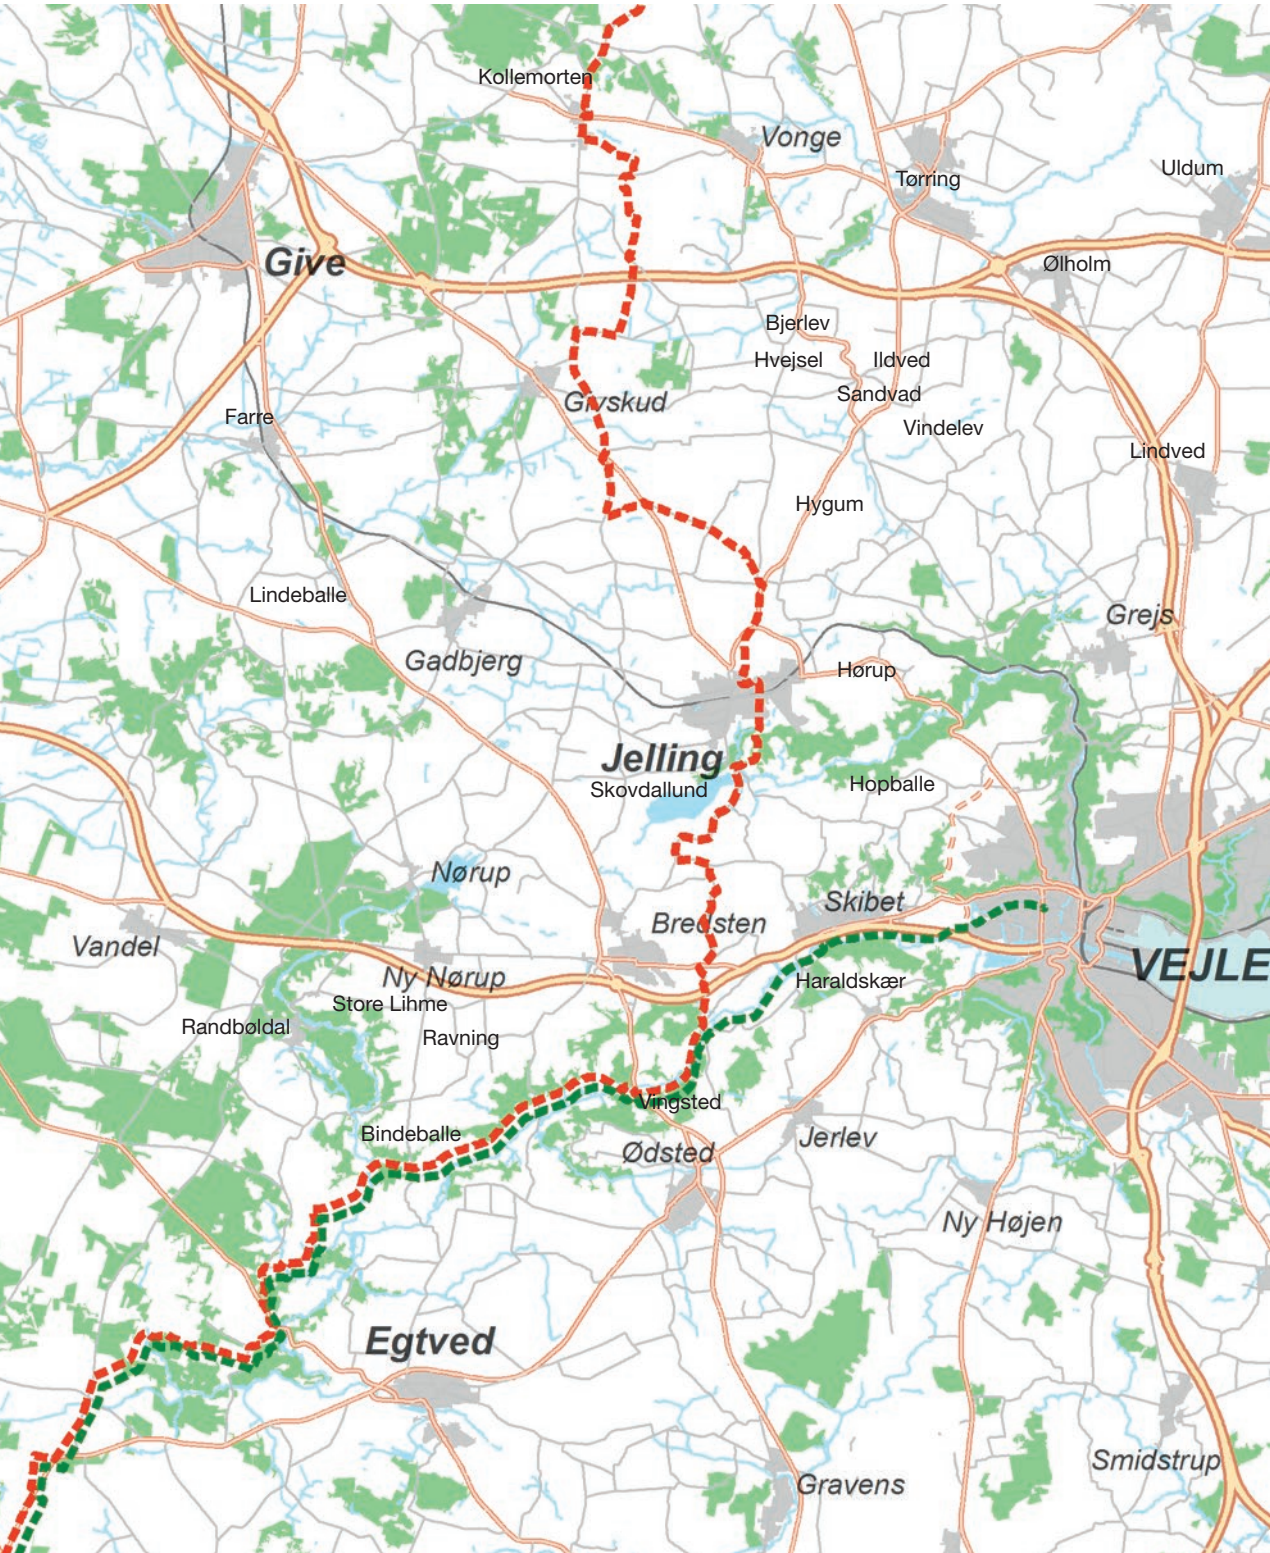 Kollemorten
Vonge
Uldum
Tørring
Give
Ølholm
Bjerlev
Hvejsel
Ildved
Sandvad
Givskud
Farre
Vindelev
Lindved
Hygum
Lindeballe
Grejs
Gadbjerg
Hørup
Jelling
Skovdallund
Hopballe
Nørup
Skibet
Bredsten
Vandel
VEJLE
Ny Nørup
Haraldskær
Store Lihme
Randbøldal
Ravning
Vingsted
Bindeballe
Jerlev
Ødsted
Ny Højen
Egtved
Smidstrup
Gravens